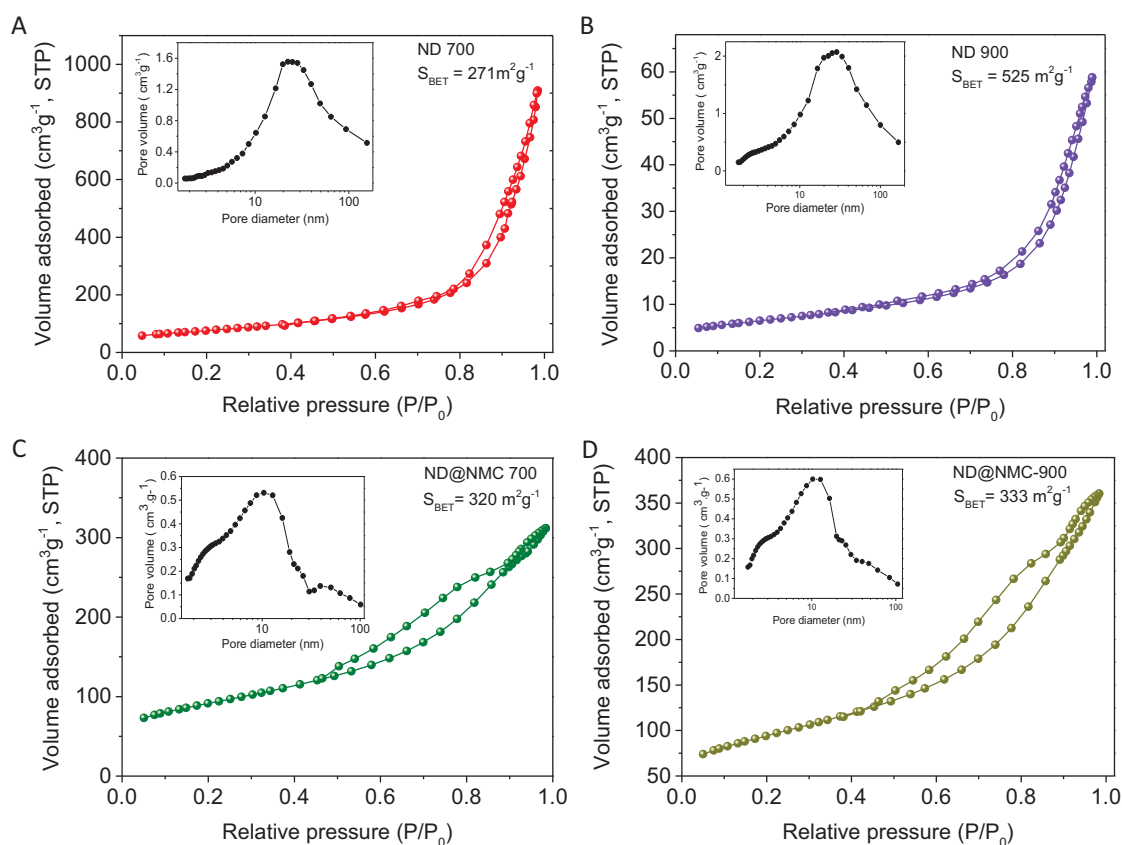 A
ND 700
S_BET = 271m²g⁻¹
Volume adsorbed (cm³g⁻¹, STP)
1000
800
600
400
200
0
0.0 0.2 0.4 0.6 0.8 1.0
Relative pressure (P/P₀)
Pore volume ( cm³g⁻¹)
1.6
1.2
0.8
0.4
0.0
10 100
Pore diameter (nm)
B
ND 900
S_BET = 525 m²g⁻¹
Volume adsorbed (cm³g⁻¹, STP)
60
50
40
30
20
10
0
0.0 0.2 0.4 0.6 0.8 1.0
Relative pressure (P/P₀)
Pore volume ( cm³g⁻¹)
2
1
0
10 100
Pore diameter (nm)
C
ND@NMC 700
S_BET= 320 m²g⁻¹
Volume adsorbed (cm³g⁻¹, STP)
400
300
200
100
0
0.0 0.2 0.4 0.6 0.8 1.0
Relative pressure (P/P₀)
Pore volume ( cm³.g⁻¹)
0.6
0.5
0.4
0.3
0.2
0.1
0.0
10 100
Pore diameter (nm)
D
ND@NMC-900
S_BET= 333 m²g⁻¹
Volume adsorbed (cm³g⁻¹, STP)
400
350
300
250
200
150
100
50
0.0 0.2 0.4 0.6 0.8 1.0
Relative pressure (P/P₀)
Pore volume ( cm³.g⁻¹)
0.6
0.5
0.4
0.3
0.2
0.1
0.0
10 100
Pore diameter (nm)